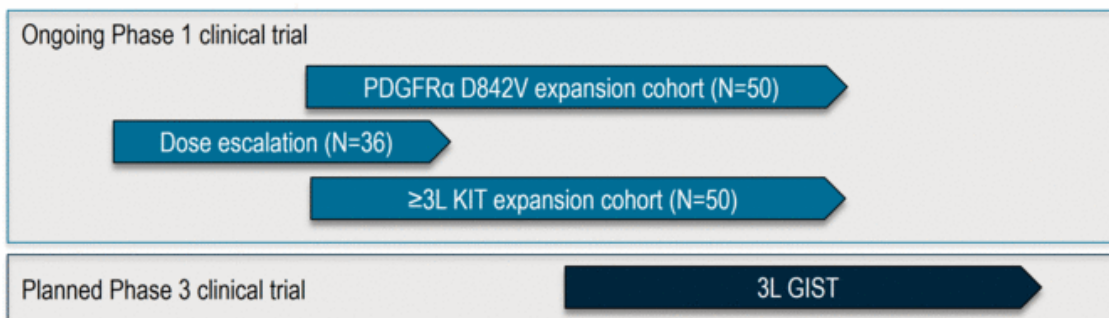 Ongoing Phase 1 clinical trial
PDGFRα D842V expansion cohort (N=50)
Dose escalation (N=36)
≥3L KIT expansion cohort (N=50)
Planned Phase 3 clinical trial
3L GIST